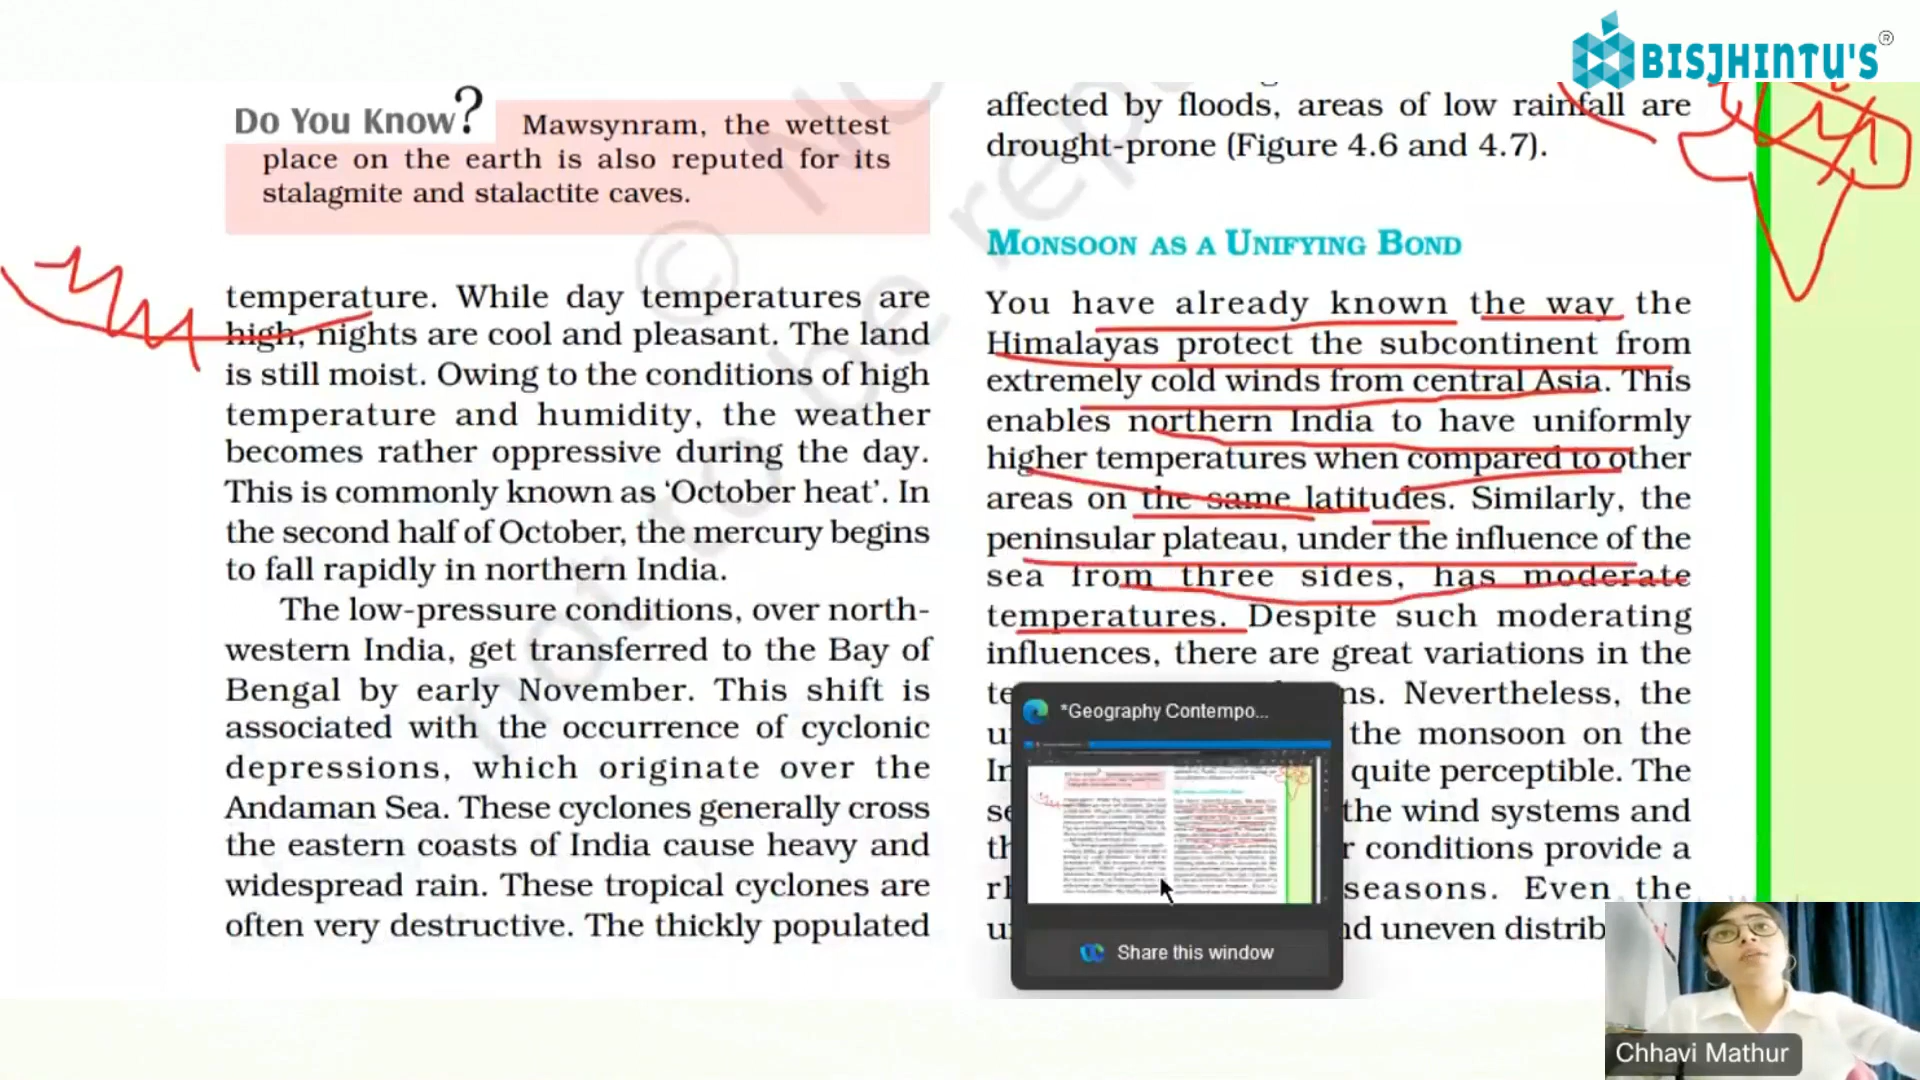 BISJHINTU'S®
Do You Know?
Mawsynram, the wettest
place on the earth is also reputed for its
stalagmite and stalactite caves.
temperature. While day temperatures are
high, nights are cool and pleasant. The land
is still moist. Owing to the conditions of high
temperature and humidity, the weather
becomes rather oppressive during the day.
This is commonly known as ‘October heat’. In
the second half of October, the mercury begins
to fall rapidly in northern India.
The low-pressure conditions, over north-
western India, get transferred to the Bay of
Bengal by early November. This shift is
associated with the occurrence of cyclonic
depressions, which originate over the
Andaman Sea. These cyclones generally cross
the eastern coasts of India cause heavy and
widespread rain. These tropical cyclones are
often very destructive. The thickly populated
affected by floods, areas of low rainfall are
drought-prone (Figure 4.6 and 4.7).
MONSOON AS A UNIFYING BOND
You have already known the way the
Himalayas protect the subcontinent from
extremely cold winds from central Asia. This
enables northern India to have uniformly
higher temperatures when compared to other
areas on the same latitudes. Similarly, the
peninsular plateau, under the influence of the
sea from three sides, has moderate
temperatures. Despite such moderating
influences, there are great variations in the
Nevertheless, the
the monsoon on the
quite perceptible. The
the wind systems and
conditions provide a
seasons. Even the
uneven distrib
*Geography Contempo...
Share this window
Chhavi Mathur
not to be rep